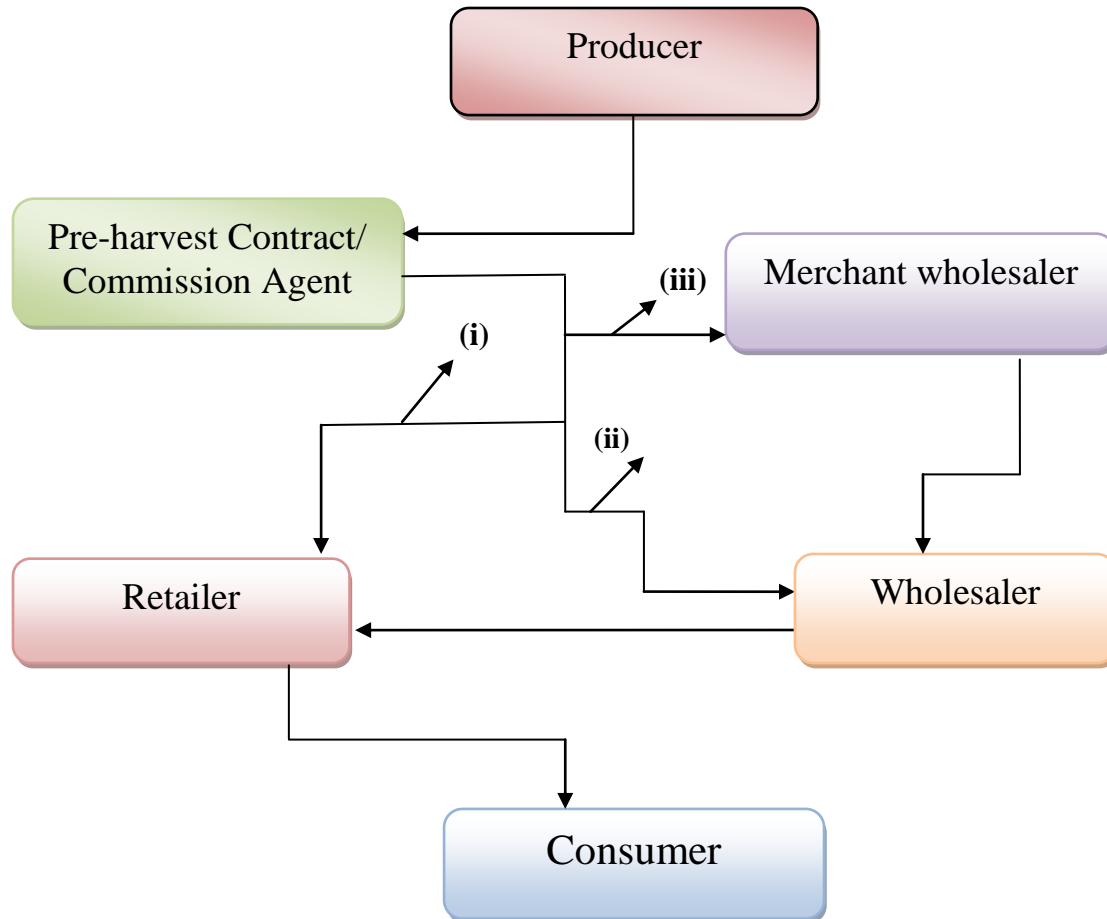 Producer
Pre-harvest Contract/
Commission Agent
(iii)
Merchant wholesaler
(i)
(ii)
Retailer
Wholesaler
Consumer